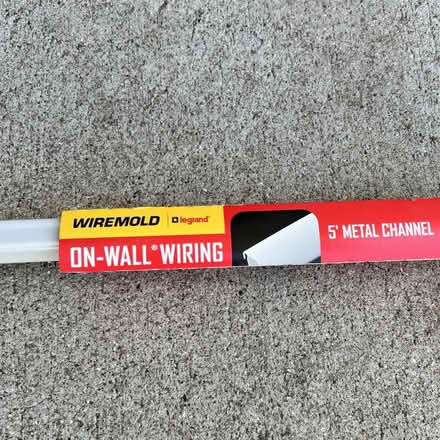 WIREMOLD legrand®
ON-WALL® WIRING
5' METAL CHANNEL